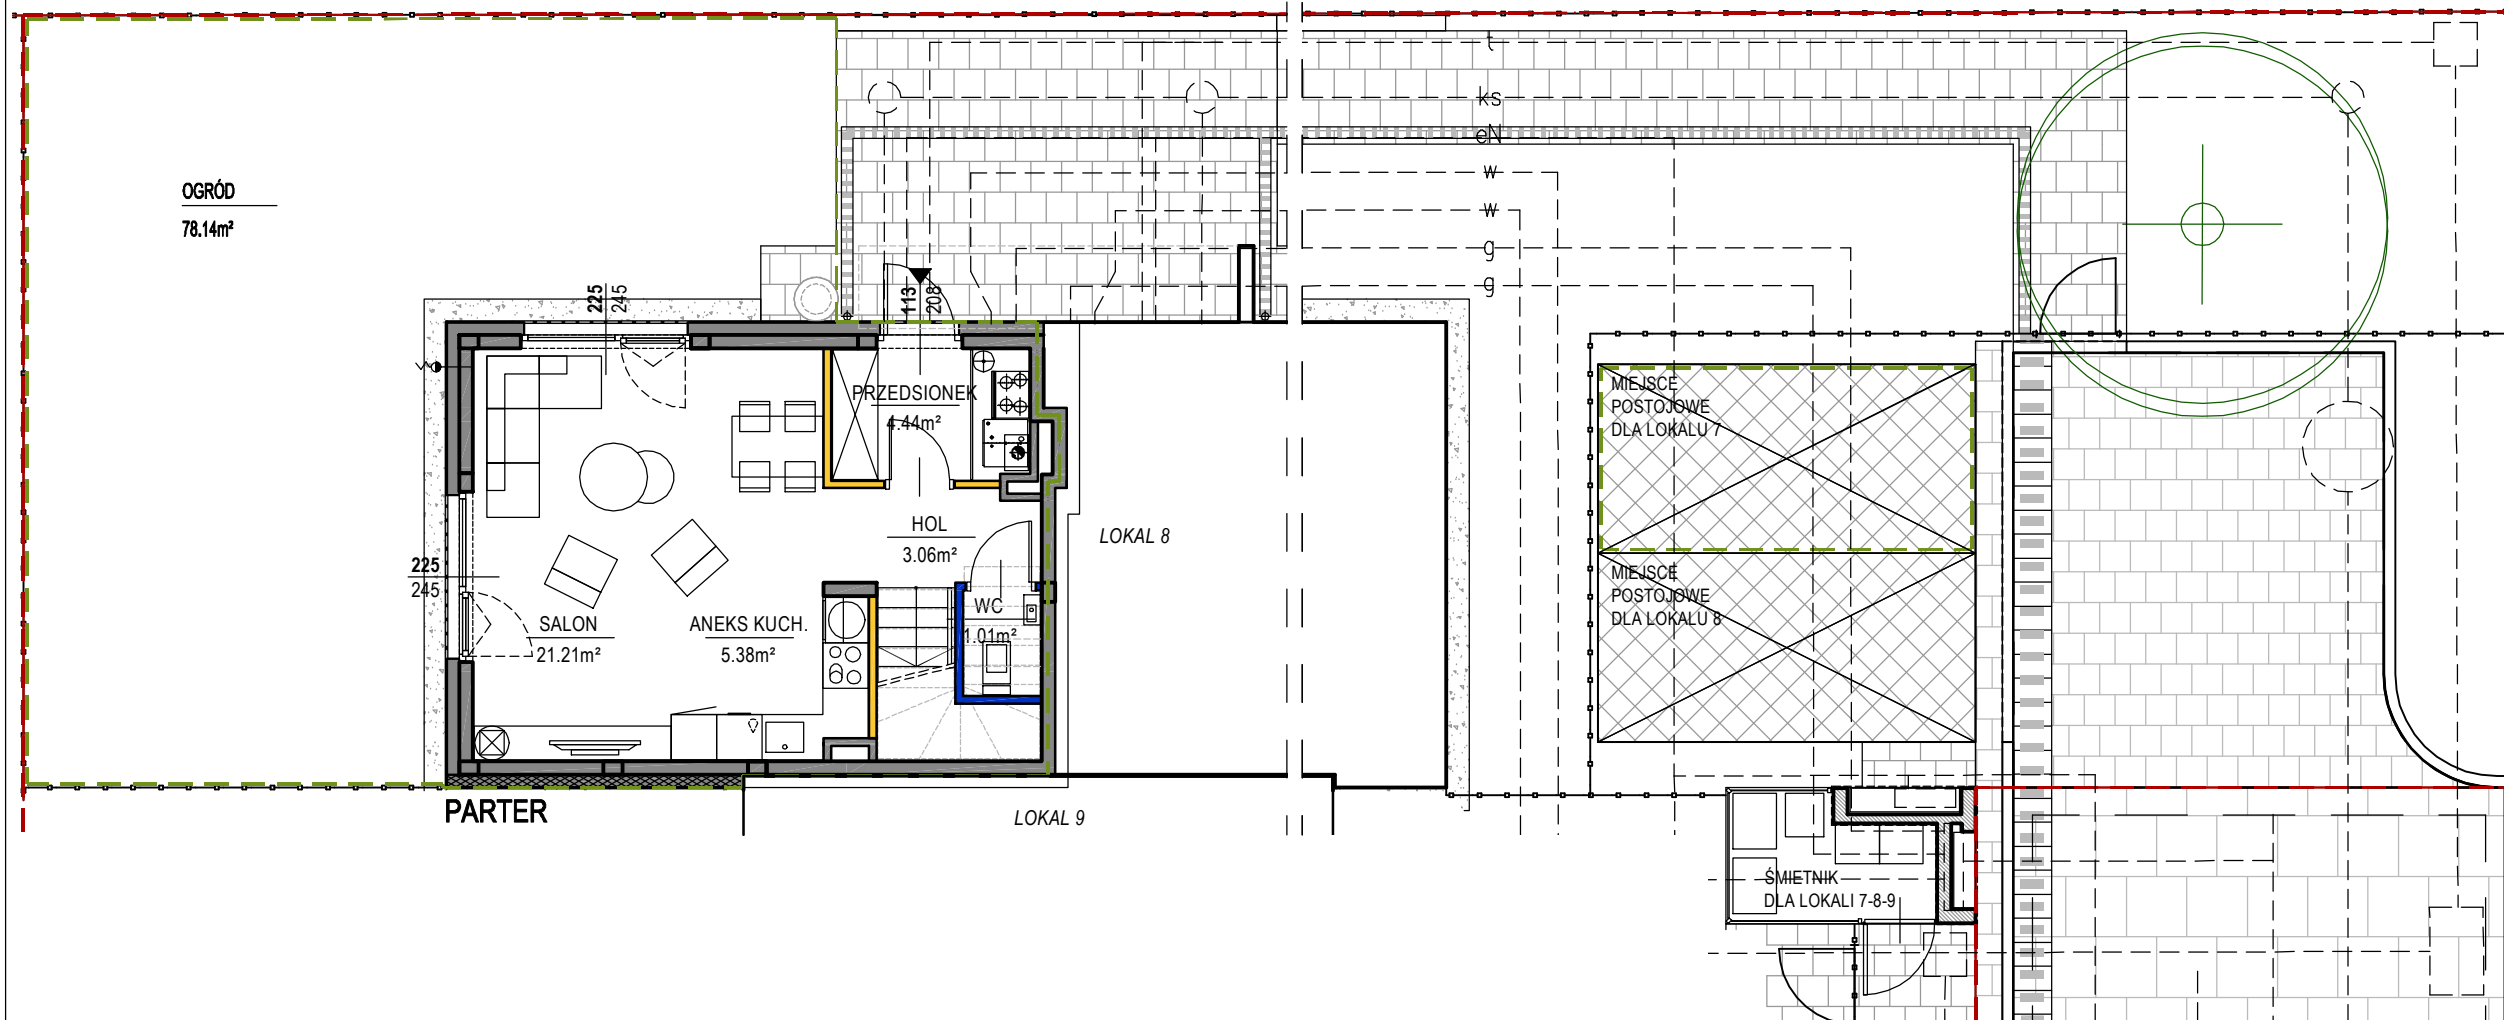 t
ks
eN
w
w
g
g
OGRÓD
78.14m²
225
245
113
208
PRZEDSIONEK
4.44m²
MIEJSCE
POSTOJOWE
DLA LOKALU 7
HOL
3.06m²
LOKAL 8
225
245
SALON
21.21m²
ANEKS KUCH.
5.38m²
WC
1.01m²
MIEJSCE
POSTOJOWE
DLA LOKALU 8
PARTER
LOKAL 9
ŚMIETNIK
DLA LOKALI 7-8-9